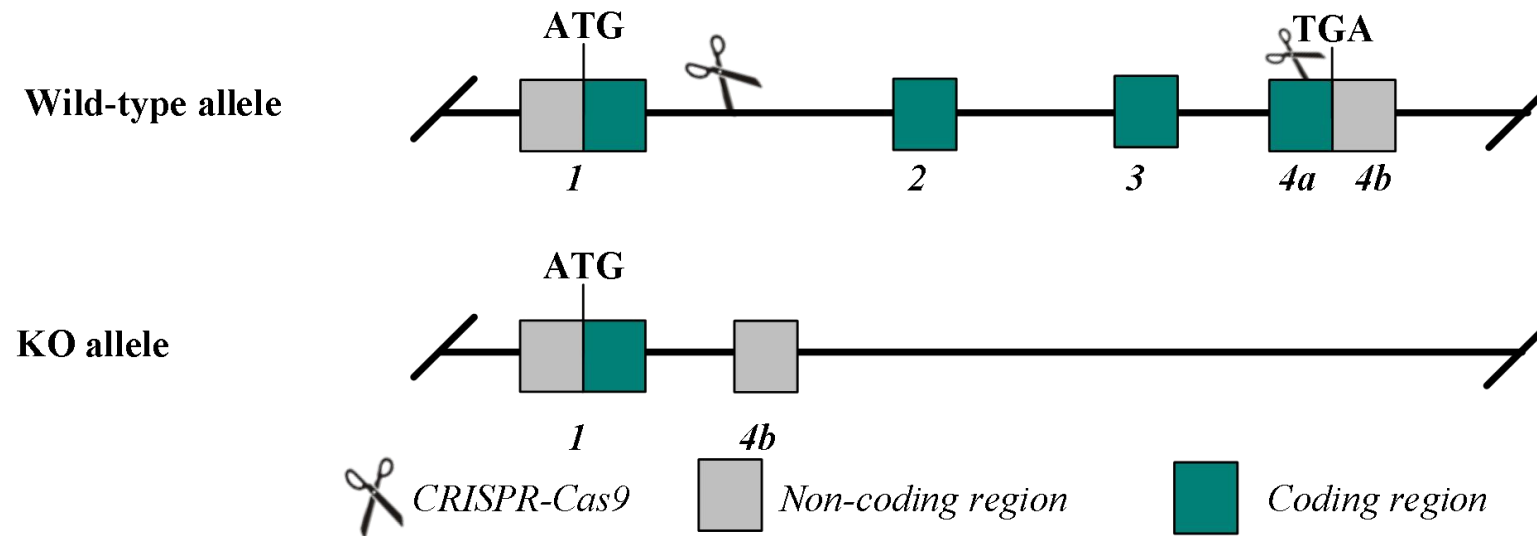 ATG
TGA
Wild-type allele
1
2
3
4a
4b
ATG
KO allele
1
4b
CRISPR-Cas9
Non-coding region
Coding region